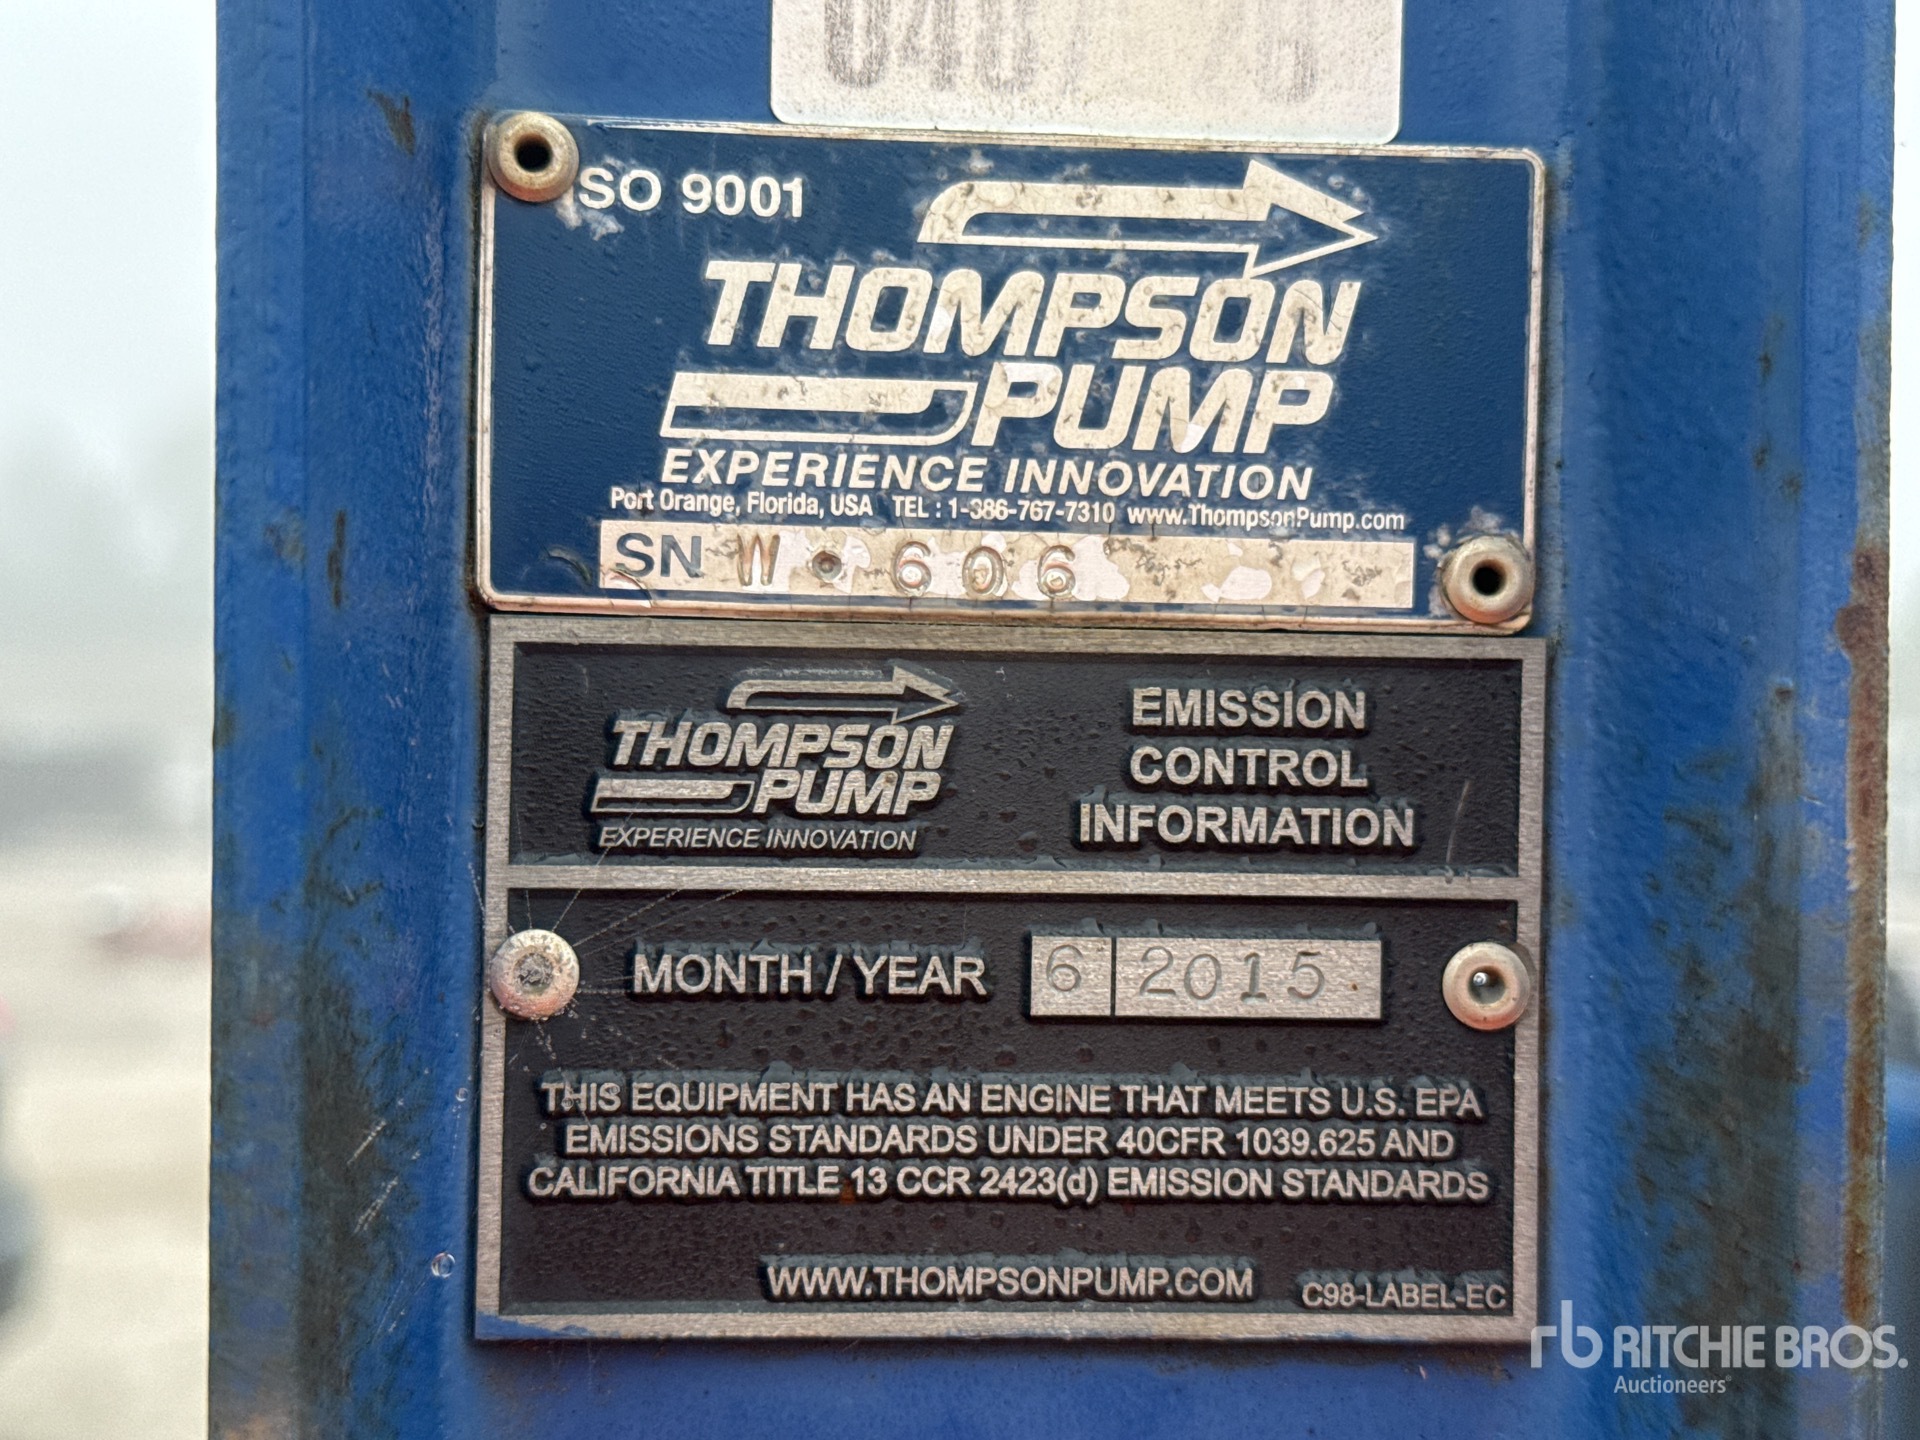 SO 9001
THOMPSON
PUMP
EXPERIENCE INNOVATION
Port Orange, Florida, USA TEL : 1-386-767-7310 www.ThompsonPump.com
SN W • 606
THOMPSON
PUMP
EXPERIENCE INNOVATION
EMISSION
CONTROL
INFORMATION
MONTH / YEAR 6 2015
THIS EQUIPMENT HAS AN ENGINE THAT MEETS U.S. EPA
EMISSIONS STANDARDS UNDER 40CFR 1039.625 AND
CALIFORNIA TITLE 13 CCR 2423(d) EMISSION STANDARDS
WWW.THOMPSONPUMP.COM
C98-LABEL-EC
rb RITCHIE BROS.
Auctioneers